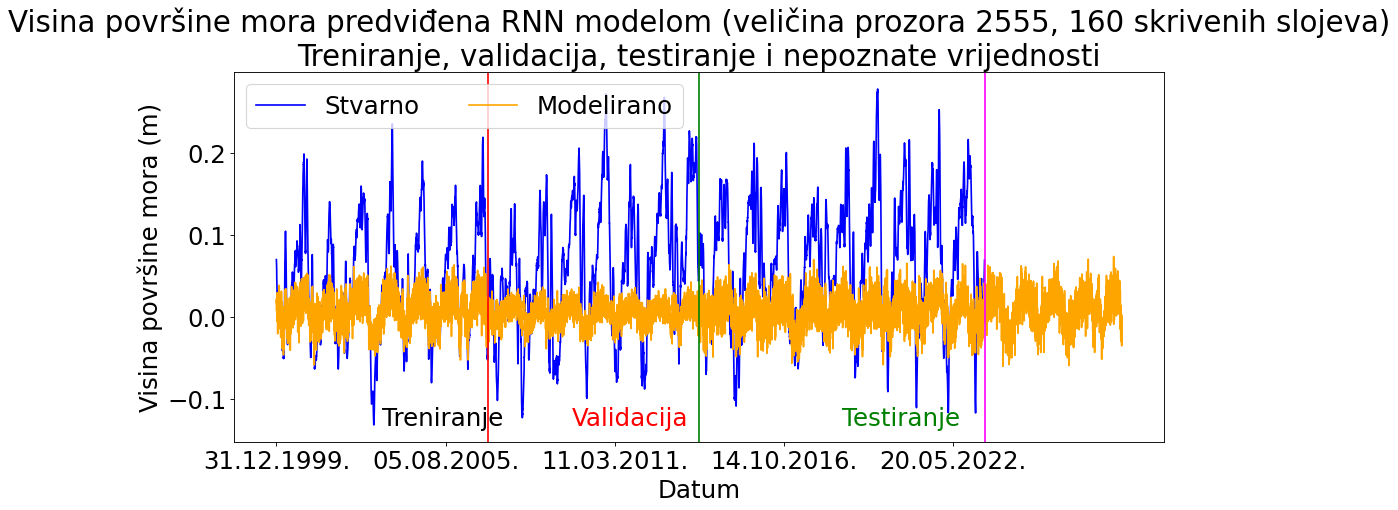 Visina površine mora predviđena RNN modelom (veličina prozora 2555, 160 skrivenih slojeva)
Treniranje, validacija, testiranje i nepoznate vrijednosti
Stvarno
Modelirano
Visina površine mora (m)
0.2
0.1
0.0
−0.1
Treniranje
Validacija
Testiranje
31.12.1999.
05.08.2005.
11.03.2011.
14.10.2016.
20.05.2022.
Datum